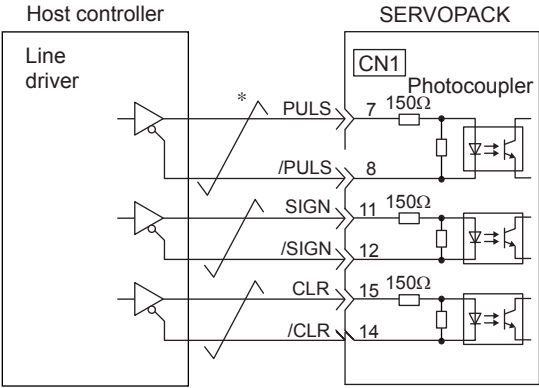 Host controller
SERVOPACK
Line
driver
CN1
Photocoupler
*
PULS 7 150Ω
/PULS 8
SIGN 11 150Ω
/SIGN 12
CLR 15 150Ω
/CLR 14